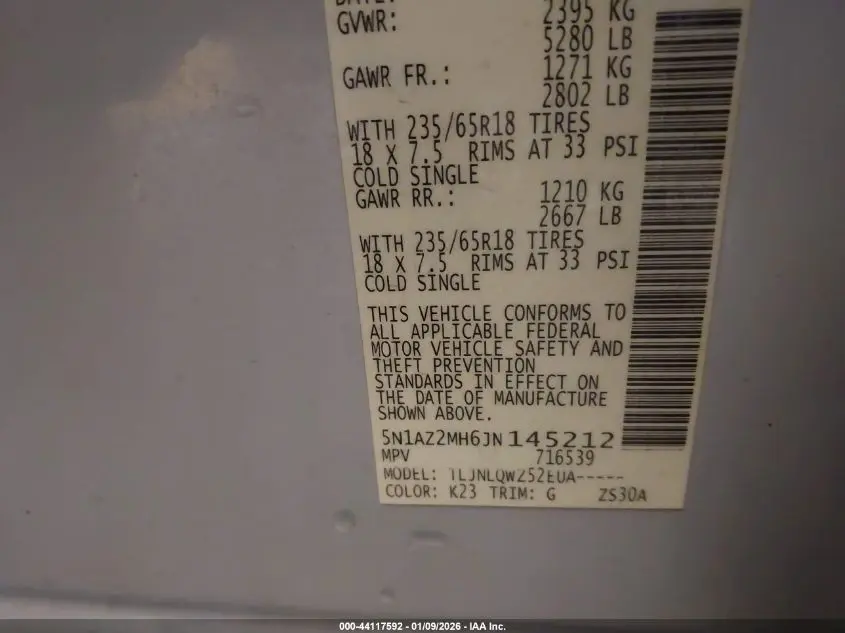 GVWR: 2395 KG
5280 LB
GAWR FR.: 1271 KG
2802 LB
WITH 235/65R18 TIRES
18 X 7.5 RIMS AT 33 PSI
COLD SINGLE
GAWR RR.: 1210 KG
2667 LB
WITH 235/65R18 TIRES
18 X 7.5 RIMS AT 33 PSI
COLD SINGLE
THIS VEHICLE CONFORMS TO
ALL APPLICABLE FEDERAL
MOTOR VEHICLE SAFETY AND
THEFT PREVENTION
STANDARDS IN EFFECT ON
THE DATE OF MANUFACTURE
SHOWN ABOVE.
5N1AZ2MH6JN145212
MPV 716539
MODEL: TLJNLQWZ52EUA-----
COLOR: K23 TRIM: G ZS30A
000-44117592 - 01/09/2026 - IAA Inc.